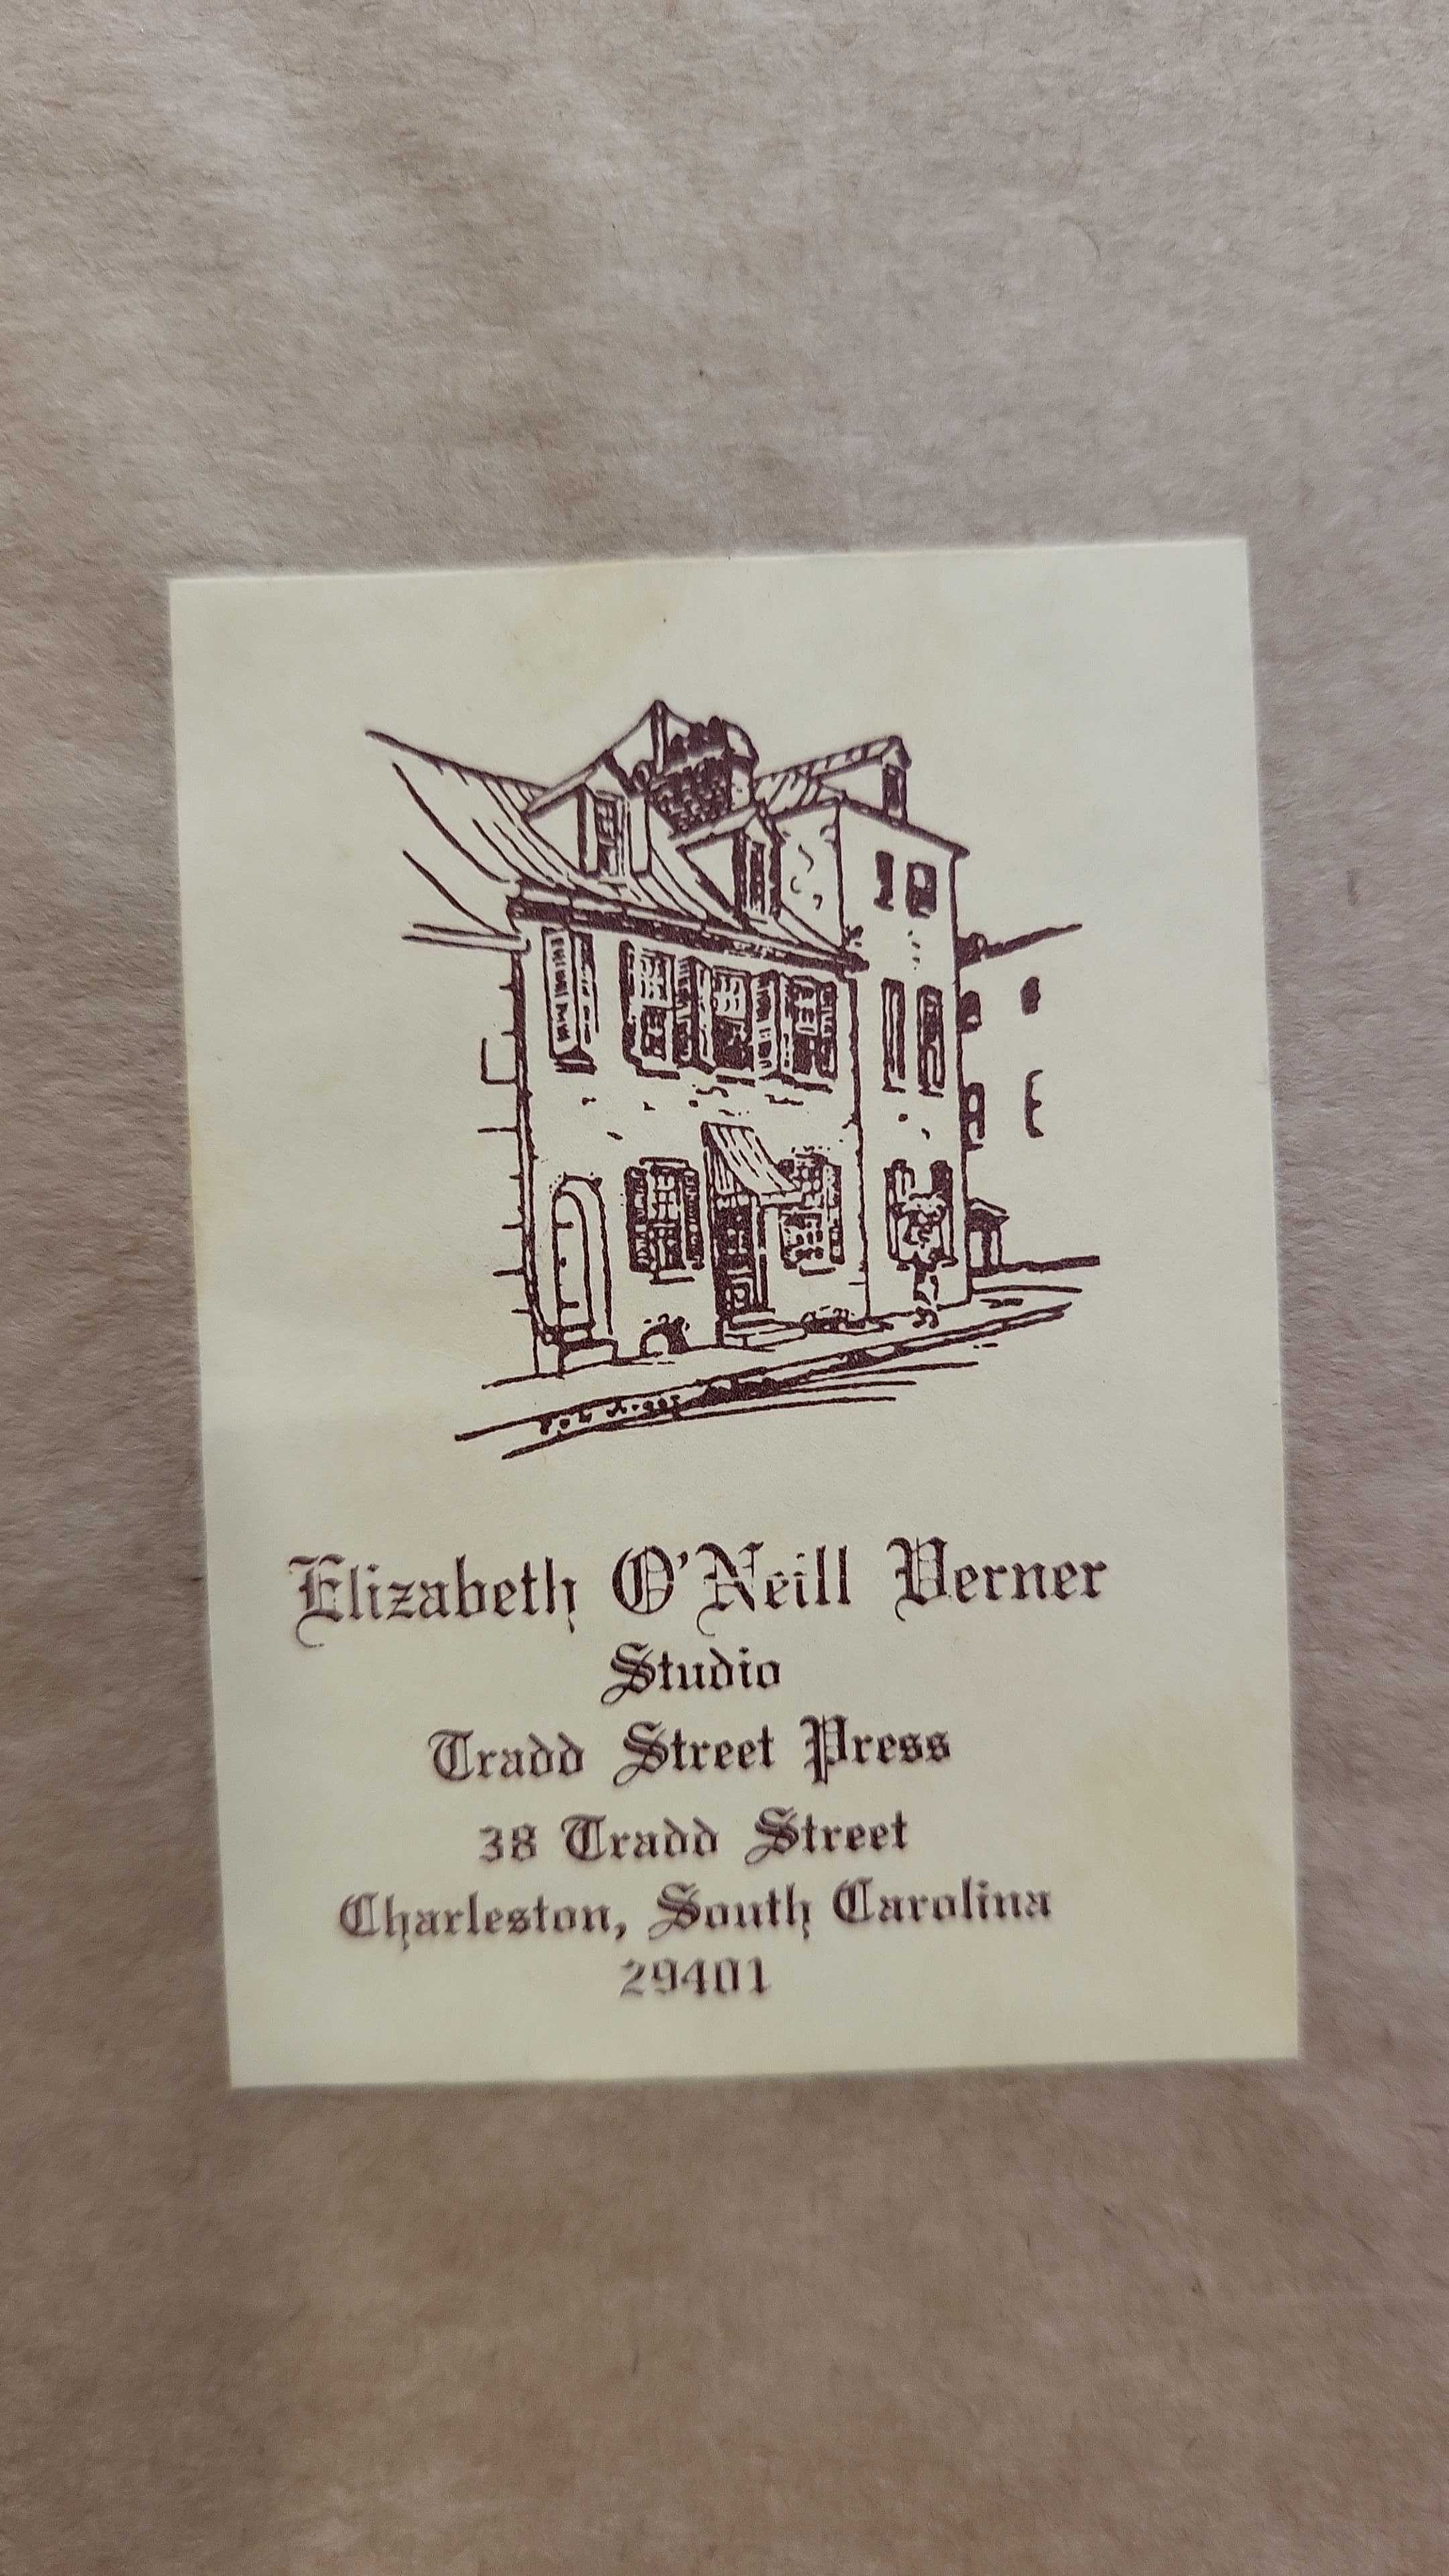 Elizabeth O'Neill Verner
Studio
Tradd Street Press
38 Tradd Street
Charleston, South Carolina
29401